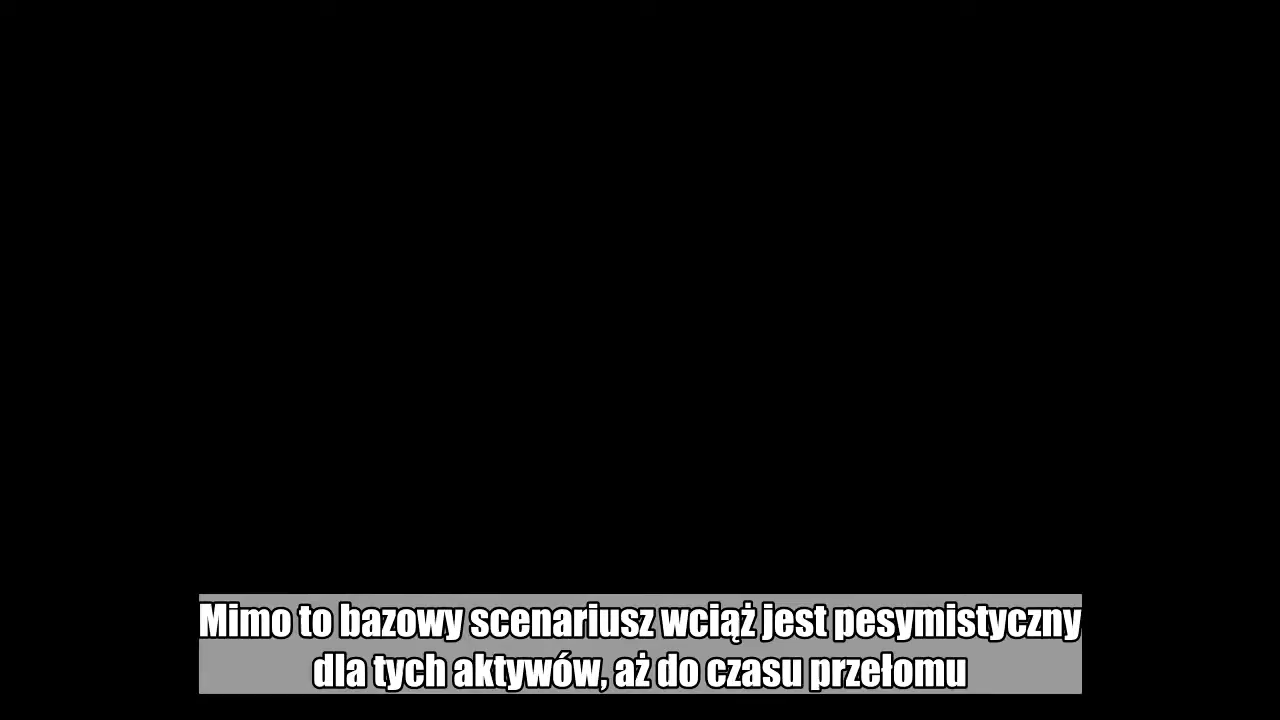 Mimo to bazowy scenariusz wciąż jest pesymistyczny
dla tych aktywów, aż do czasu przełomu